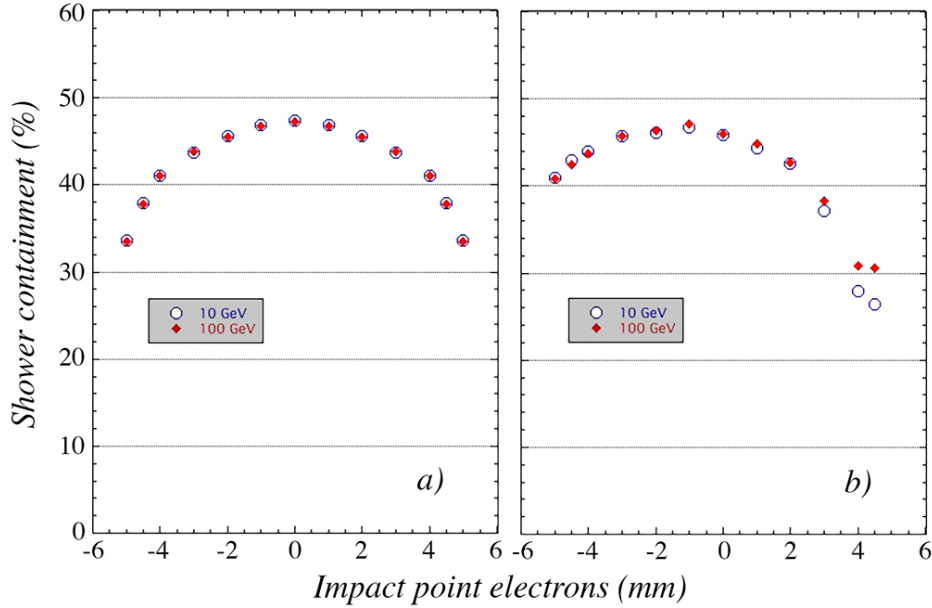 Shower containment (%)
60
50
40
30
20
10
0
10 GeV
100 GeV
a)
-6 -4 -2 0 2 4 6
10 GeV
100 GeV
b)
-6 -4 -2 0 2 4 6
Impact point electrons (mm)